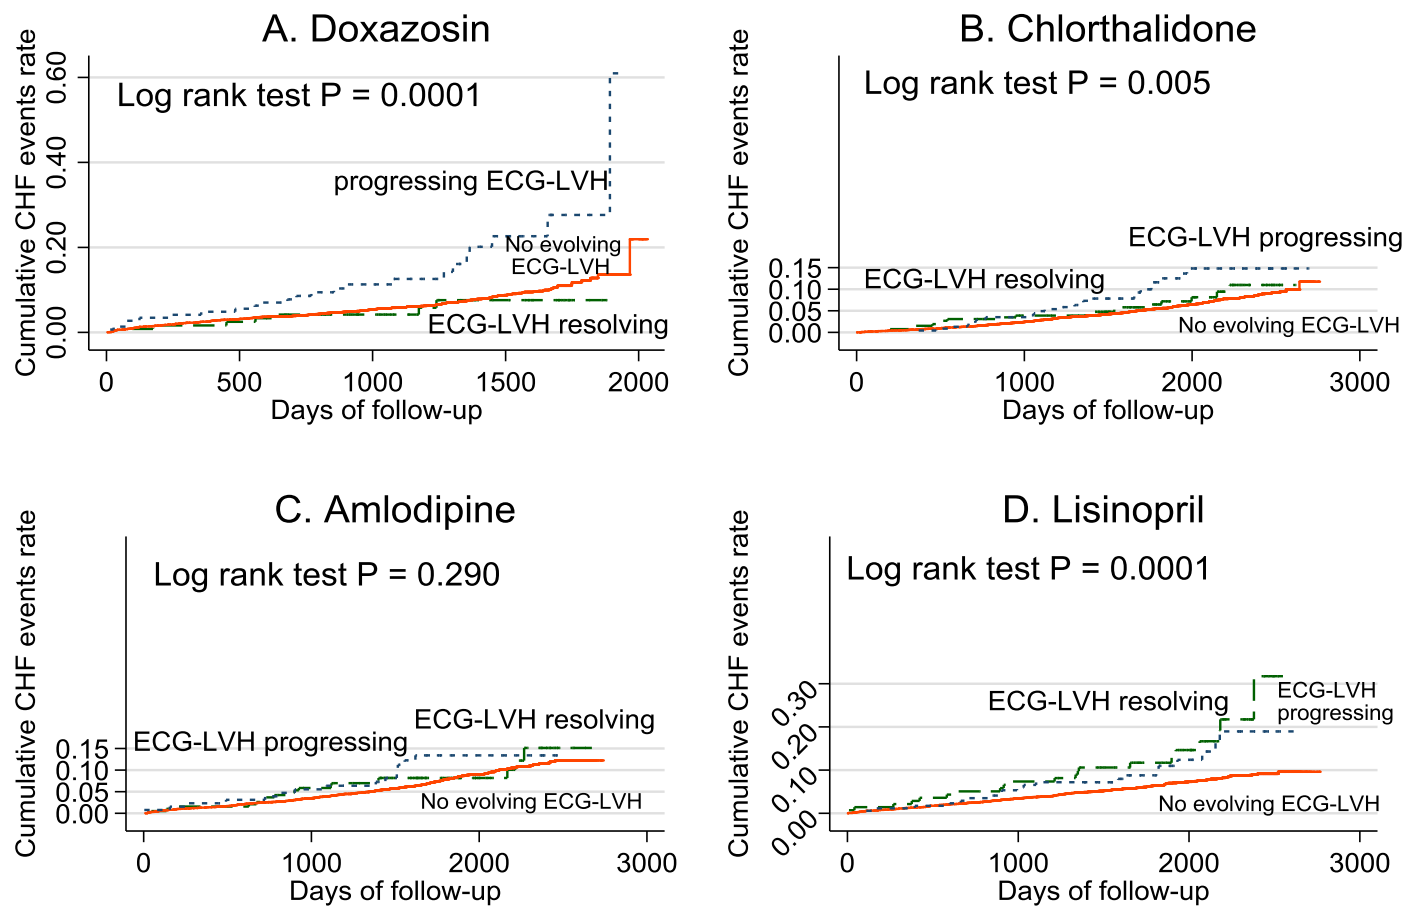 A. Doxazosin
Cumulative CHF events rate
0.60
0.40
0.20
0.00
Log rank test P = 0.0001
progressing ECG-LVH
No evolving
ECG-LVH
ECG-LVH resolving
0 500 1000 1500 2000
Days of follow-up
B. Chlorthalidone
Cumulative CHF events rate
0.15
0.10
0.05
0.00
Log rank test P = 0.005
ECG-LVH progressing
ECG-LVH resolving
No evolving ECG-LVH
0 1000 2000 3000
Days of follow-up
C. Amlodipine
Cumulative CHF events rate
0.15
0.10
0.05
0.00
Log rank test P = 0.290
ECG-LVH resolving
ECG-LVH progressing
No evolving ECG-LVH
0 1000 2000 3000
Days of follow-up
D. Lisinopril
Cumulative CHF events rate
0.30
0.20
0.10
0.00
Log rank test P = 0.0001
ECG-LVH resolving
ECG-LVH
progressing
No evolving ECG-LVH
0 1000 2000 3000
Days of follow-up